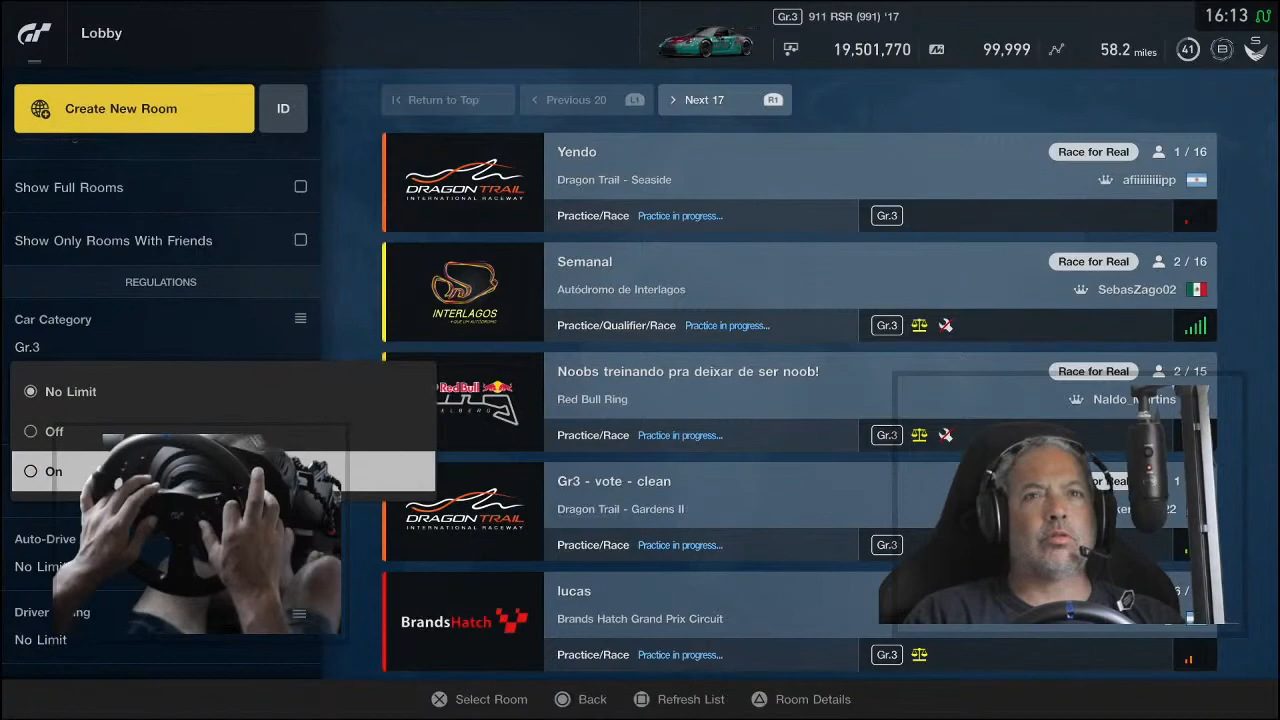 Lobby
Gr.3 911 RSR (991) '17
19,501,770 99,999 58.2 miles 41 B S
16:13
Create New Room ID
Return to Top Previous 20 L1 Next 17 R1
Show Full Rooms
Show Only Rooms With Friends
REGULATIONS
Car Category
Gr.3
No Limit
Off
On
Auto-Drive
Driver
No Limit
DRAGON TRAIL
INTERNATIONAL RACEWAY
Yendo Race for Real 1 / 16
Dragon Trail - Seaside afiiiiiiiipp
Practice/Race Practice in progress... Gr.3
INTERLAGOS
Semanal Race for Real 2 / 16
Autódromo de Interlagos SebasZago02
Practice/Qualifier/Race Practice in progress... Gr.3
Red Bull
Noobs treinando pra deixar de ser noob! Race for Real 2 / 15
Red Bull Ring
Practice/Race Practice in progress... Gr.3
DRAGON TRAIL
INTERNATIONAL RACEWAY
Gr3 - vote - clean
Dragon Trail - Gardens II
Practice/Race Practice in progress... Gr.3
BrandsHatch
lucas
Brands Hatch Grand Prix Circuit
Practice/Race Practice in progress... Gr.3
Select Room Back Refresh List Room Details